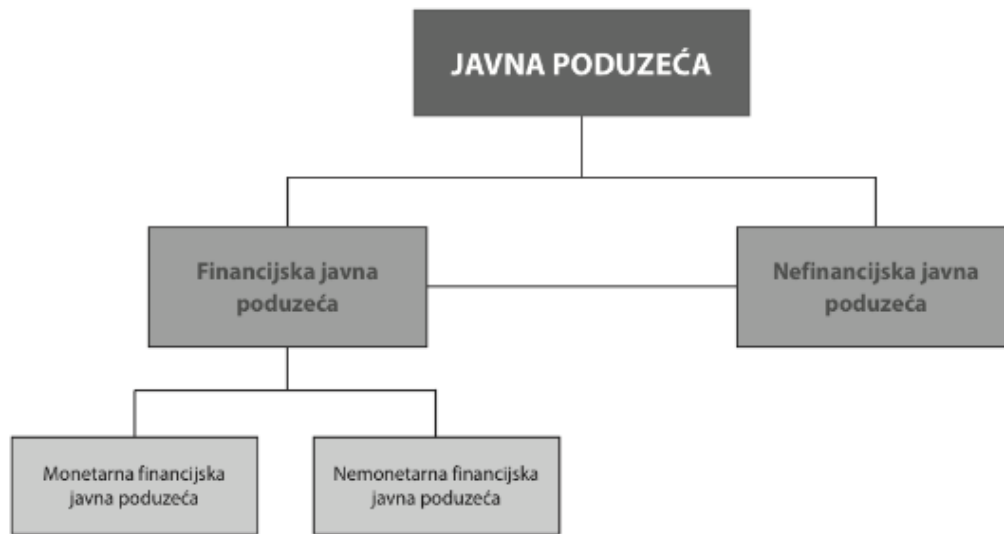 JAVNA PODUZEĆA
Financijska javna
poduzeća
Nefinancijska javna
poduzeća
Monetarna financijska
javna poduzeća
Nemonetarna financijska
javna poduzeća